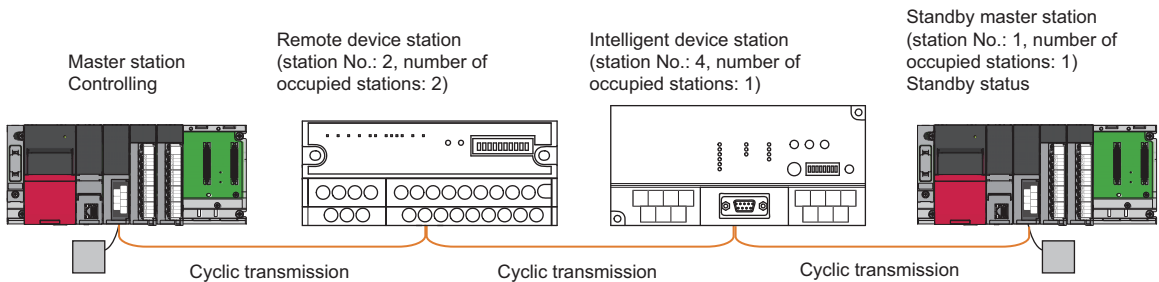 Master station
Controlling
Remote device station
(station No.: 2, number of
occupied stations: 2)
Intelligent device station
(station No.: 4, number of
occupied stations: 1)
Standby master station
(station No.: 1, number of
occupied stations: 1)
Standby status
Cyclic transmission
Cyclic transmission
Cyclic transmission